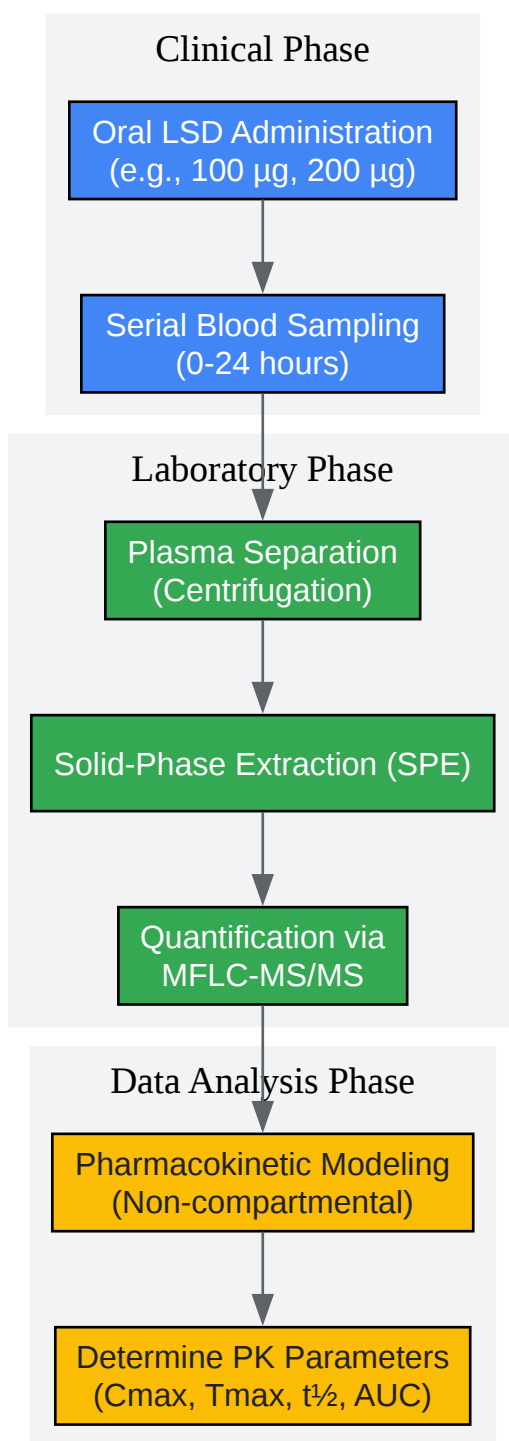 Clinical Phase
Oral LSD Administration
(e.g., 100 µg, 200 µg)
Serial Blood Sampling
(0-24 hours)
Laboratory Phase
Plasma Separation
(Centrifugation)
Solid-Phase Extraction (SPE)
Quantification via
MFLC-MS/MS
Data Analysis Phase
Pharmacokinetic Modeling
(Non-compartmental)
Determine PK Parameters
(Cmax, Tmax, t½, AUC)